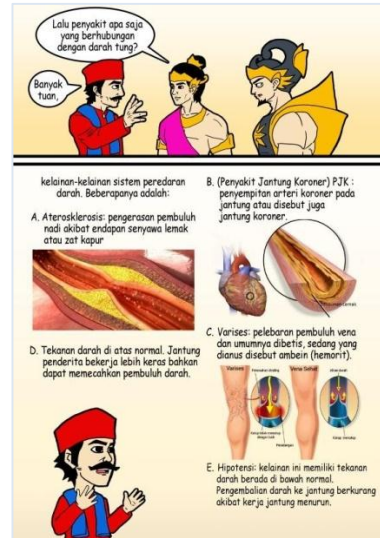 Lalu penyakit apa saja
yang berhubungan
dengan darah tung?
Banyak
tuan,
kelainan-kelainan sistem peredaran
darah. Beberapanya adalah:
A. Aterosklerosis: pengerasan pembuluh
nadi akibat endapan senyawa lemak
atau zat kapur
D. Tekanan darah di atas normal. Jantung
penderita bekerja lebih keras bahkan
dapat memecahkan pembuluh darah.
B. (Penyakit Jantung Koroner) PJK :
penyempitan arteri koroner pada
jantung atau disebut juga
jantung koroner.
C. Varises: pelebaran pembuluh vena
dan umumnya dibetis, sedang yang
dianus disebut ambein (hemorit).
Varises
Vena Sehat
E. Hipotensi: kelainan ini memiliki tekanan
darah berada di bawah normal.
Pengembalian darah ke jantung berkurang
akibat kerja jantung menurun.